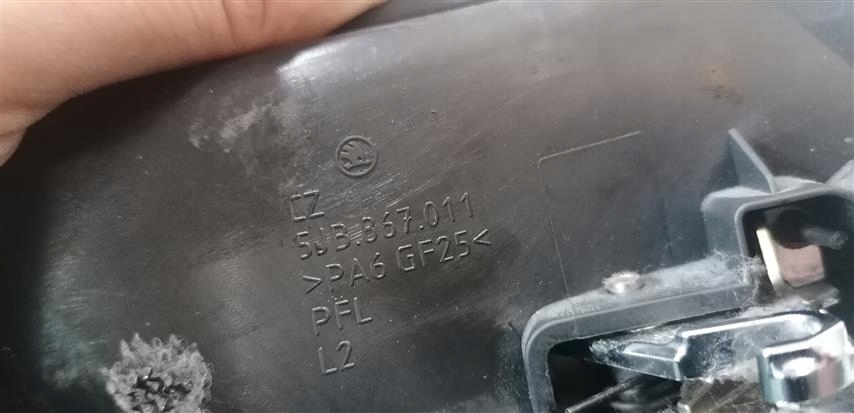 CZ
5JB.867.011
>PA6 GF25<
PFL
L2